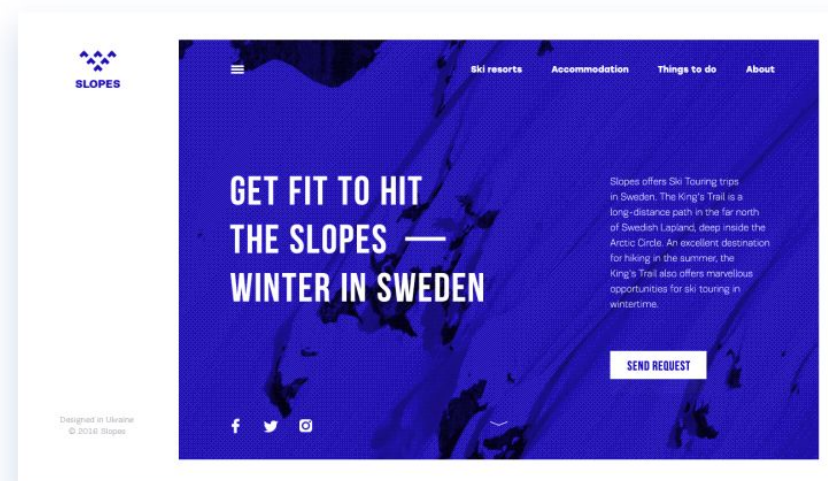 SLOPES
Ski resorts Accommodation Things to do About
GET FIT TO HIT
THE SLOPES —
WINTER IN SWEDEN
Slopes offers Ski Touring trips
in Sweden. The King's Trail is a
long-distance path in the far north
of Swedish Lapland, deep inside the
Arctic Circle. An excellent destination
for hiking in the summer, the
King's Trail also offers marvellous
opportunities for ski touring in
wintertime.
SEND REQUEST
Designed in Ukraine
© 2016 Slopes